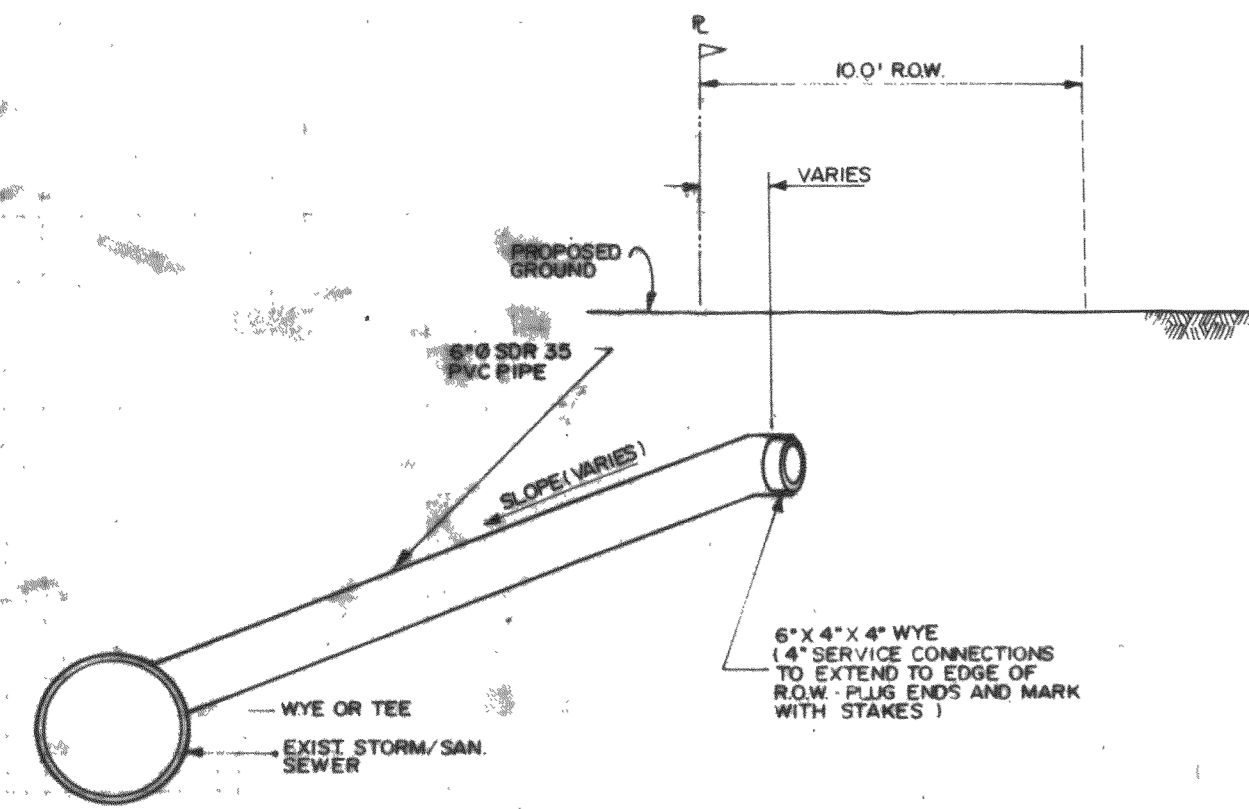 PL
10.0' R.O.W.
VARIES
PROPOSED
GROUND
6"Ø SDR 35
PVC PIPE
SLOPE (VARIES)
6" X 4" X 4" WYE
( 4" SERVICE CONNECTIONS
TO EXTEND TO EDGE OF
R.O.W. - PLUG ENDS AND MARK
WITH STAKES )
WYE OR TEE
EXIST. STORM/SAN.
SEWER